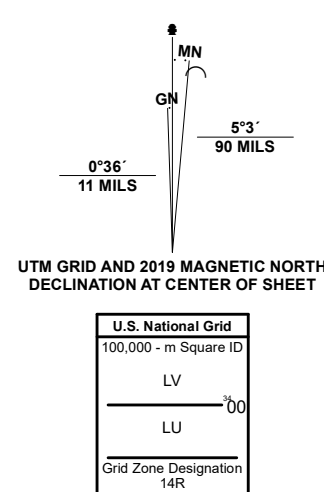 MN
GN
5°3´
90 MILS
0°36´
11 MILS
UTM GRID AND 2019 MAGNETIC NORTH
DECLINATION AT CENTER OF SHEET
U.S. National Grid
100,000 - m Square ID
LV
3400
LU
Grid Zone Designation
14R